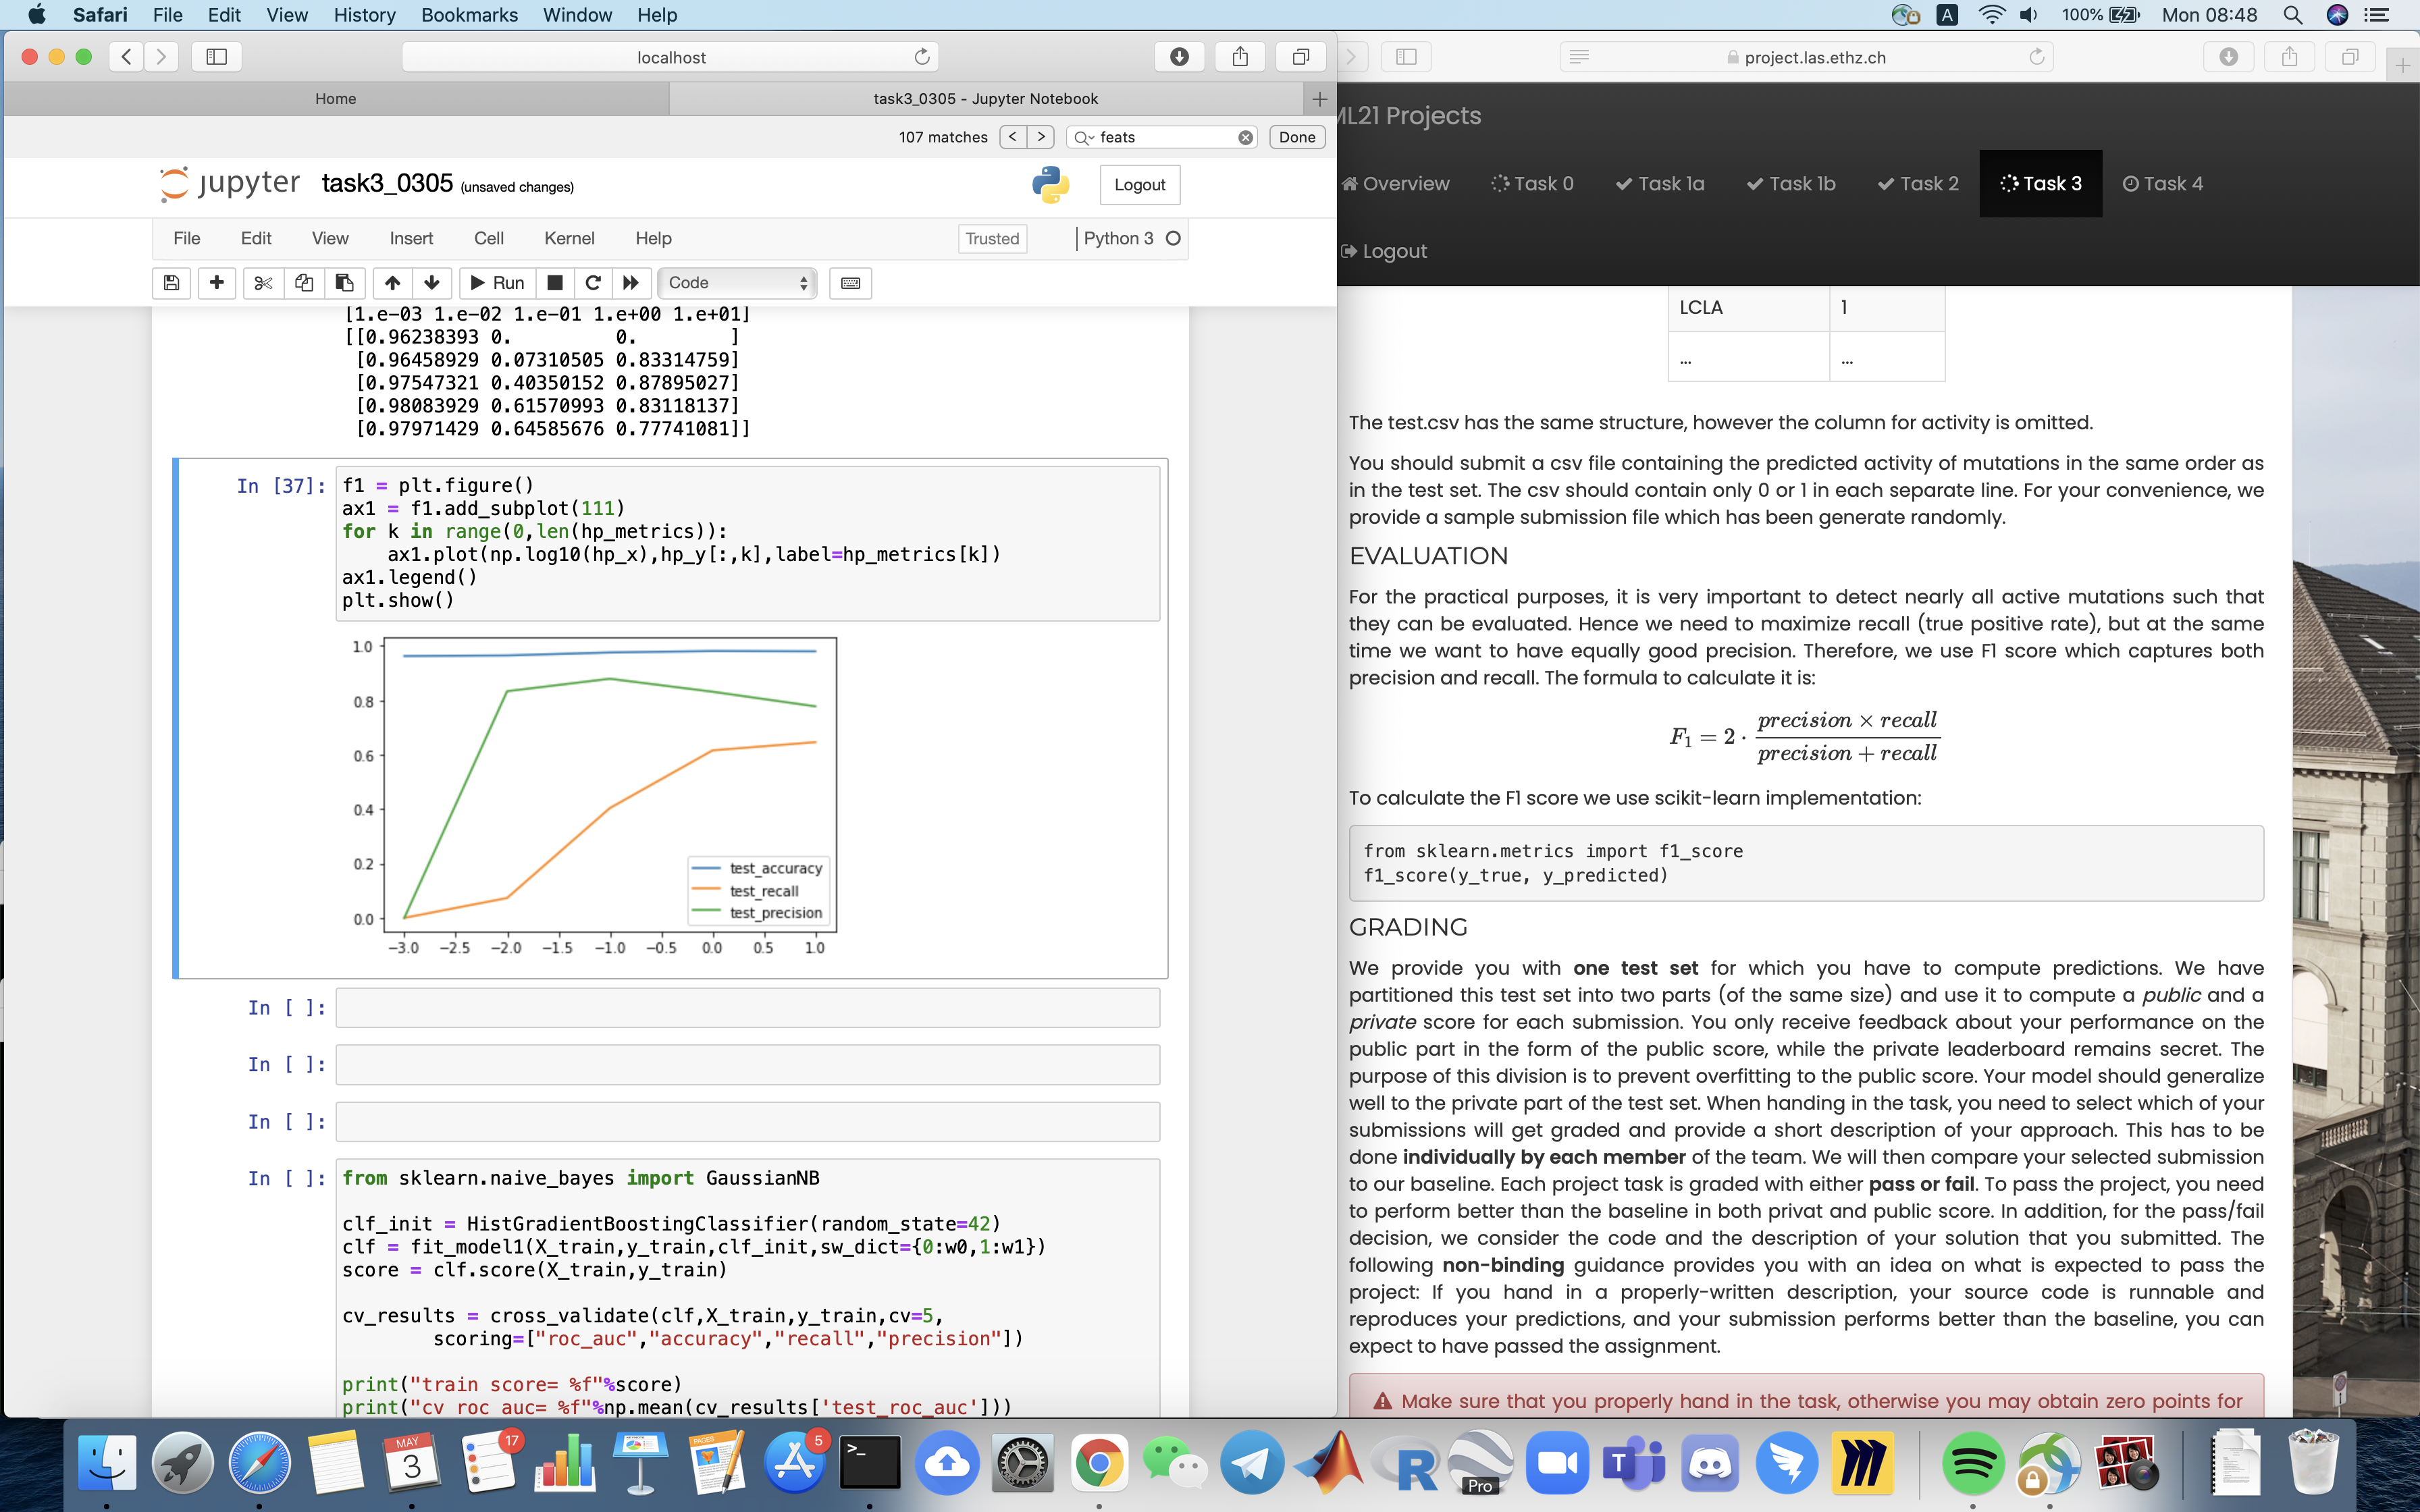 Safari File Edit View History Bookmarks Window Help
A 100% Mon 08:48
localhost
Home
task3_0305 - Jupyter Notebook
107 matches feats Done
jupyter task3_0305 (unsaved changes)
Logout
File Edit View Insert Cell Kernel Help
Trusted Python 3
Run Code
[1.e-03 1.e-02 1.e-01 1.e+00 1.e+01]
[[0.96238393 0. 0. ]
[0.96458929 0.07310505 0.83314759]
[0.97547321 0.40350152 0.87895027]
[0.98083929 0.61570993 0.83118137]
[0.97971429 0.64585676 0.77741081]]
In [37]: f1 = plt.figure()
ax1 = f1.add_subplot(111)
for k in range(0,len(hp_metrics)):
ax1.plot(np.log10(hp_x),hp_y[:,k],label=hp_metrics[k])
ax1.legend()
plt.show()
1.0
0.8
0.6
0.4
0.2
0.0
test_accuracy
test_recall
test_precision
−3.0 −2.5 −2.0 −1.5 −1.0 −0.5 0.0 0.5 1.0
In [ ]:
In [ ]:
In [ ]:
In [ ]: from sklearn.naive_bayes import GaussianNB
clf_init = HistGradientBoostingClassifier(random_state=42)
clf = fit_model1(X_train,y_train,clf_init,sw_dict={0:w0,1:w1})
score = clf.score(X_train,y_train)
cv_results = cross_validate(clf,X_train,y_train,cv=5,
scoring=["roc_auc","accuracy","recall","precision"])
print("train score= %f"%score)
print("cv roc auc= %f"%np.mean(cv_results['test_roc_auc']))
project.las.ethz.ch
ML21 Projects
Overview Task 0 Task 1a Task 1b Task 2 Task 3 Task 4
Logout
LCLA 1
... ...
The test.csv has the same structure, however the column for activity is omitted.
You should submit a csv file containing the predicted activity of mutations in the same order as
in the test set. The csv should contain only 0 or 1 in each separate line. For your convenience, we
provide a sample submission file which has been generate randomly.
EVALUATION
For the practical purposes, it is very important to detect nearly all active mutations such that
they can be evaluated. Hence we need to maximize recall (true positive rate), but at the same
time we want to have equally good precision. Therefore, we use F1 score which captures both
precision and recall. The formula to calculate it is:
F1 = 2 · precision × recall / precision + recall
To calculate the F1 score we use scikit-learn implementation:
from sklearn.metrics import f1_score
f1_score(y_true, y_predicted)
GRADING
We provide you with one test set for which you have to compute predictions. We have
partitioned this test set into two parts (of the same size) and use it to compute a public and a
private score for each submission. You only receive feedback about your performance on the
public part in the form of the public score, while the private leaderboard remains secret. The
purpose of this division is to prevent overfitting to the public score. Your model should generalize
well to the private part of the test set. When handing in the task, you need to select which of your
submissions will get graded and provide a short description of your approach. This has to be
done individually by each member of the team. We will then compare your selected submission
to our baseline. Each project task is graded with either pass or fail. To pass the project, you need
to perform better than the baseline in both privat and public score. In addition, for the pass/fail
decision, we consider the code and the description of your solution that you submitted. The
following non-binding guidance provides you with an idea on what is expected to pass the
project: If you hand in a properly-written description, your source code is runnable and
reproduces your predictions, and your submission performs better than the baseline, you can
expect to have passed the assignment.
Make sure that you properly hand in the task, otherwise you may obtain zero points for
MAY 3 17 PAGES 5 >_ R Pro T